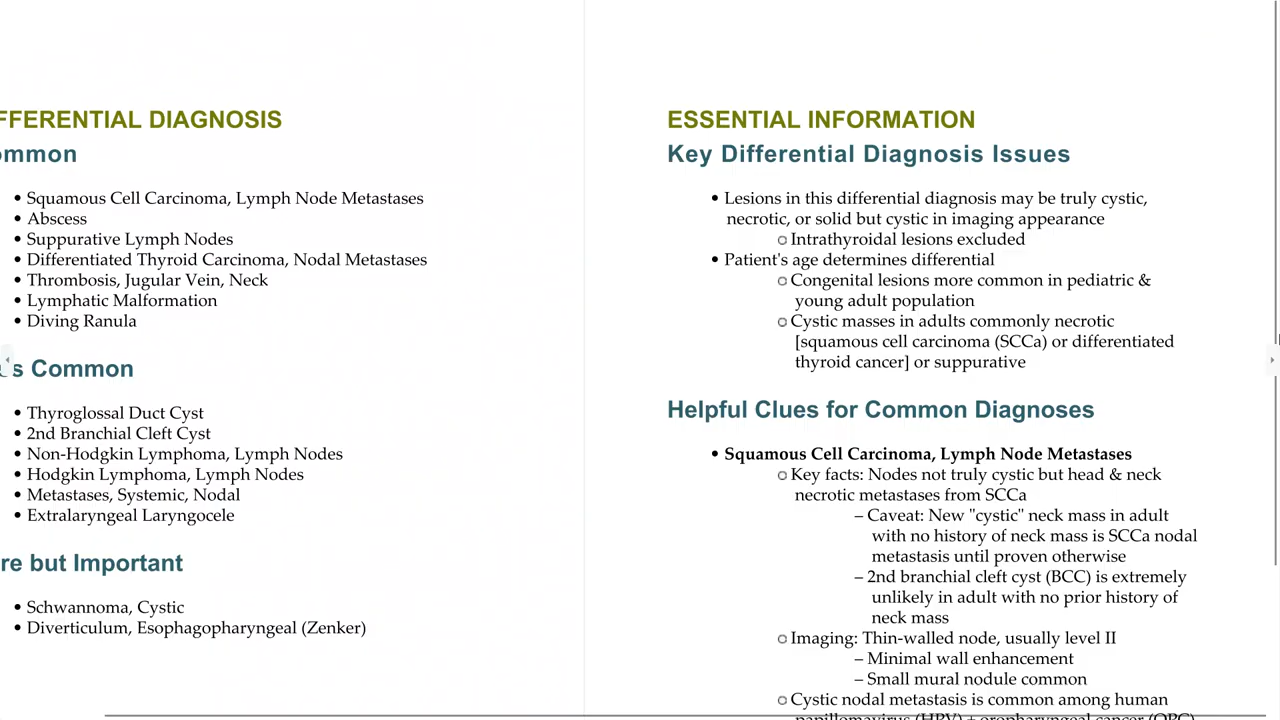 FFERENTIAL DIAGNOSIS
ommon
• Squamous Cell Carcinoma, Lymph Node Metastases
• Abscess
• Suppurative Lymph Nodes
• Differentiated Thyroid Carcinoma, Nodal Metastases
• Thrombosis, Jugular Vein, Neck
• Lymphatic Malformation
• Diving Ranula
s Common
• Thyroglossal Duct Cyst
• 2nd Branchial Cleft Cyst
• Non-Hodgkin Lymphoma, Lymph Nodes
• Hodgkin Lymphoma, Lymph Nodes
• Metastases, Systemic, Nodal
• Extralaryngeal Laryngocele
re but Important
• Schwannoma, Cystic
• Diverticulum, Esophagopharyngeal (Zenker)
ESSENTIAL INFORMATION
Key Differential Diagnosis Issues
• Lesions in this differential diagnosis may be truly cystic,
necrotic, or solid but cystic in imaging appearance
○ Intrathyroidal lesions excluded
• Patient's age determines differential
○ Congenital lesions more common in pediatric &
young adult population
○ Cystic masses in adults commonly necrotic
[squamous cell carcinoma (SCCa) or differentiated
thyroid cancer] or suppurative
Helpful Clues for Common Diagnoses
• Squamous Cell Carcinoma, Lymph Node Metastases
○ Key facts: Nodes not truly cystic but head & neck
necrotic metastases from SCCa
– Caveat: New "cystic" neck mass in adult
with no history of neck mass is SCCa nodal
metastasis until proven otherwise
– 2nd branchial cleft cyst (BCC) is extremely
unlikely in adult with no prior history of
neck mass
○ Imaging: Thin-walled node, usually level II
– Minimal wall enhancement
– Small mural nodule common
○ Cystic nodal metastasis is common among human
papillomavirus (HPV) + oropharyngeal cancer (OPC)